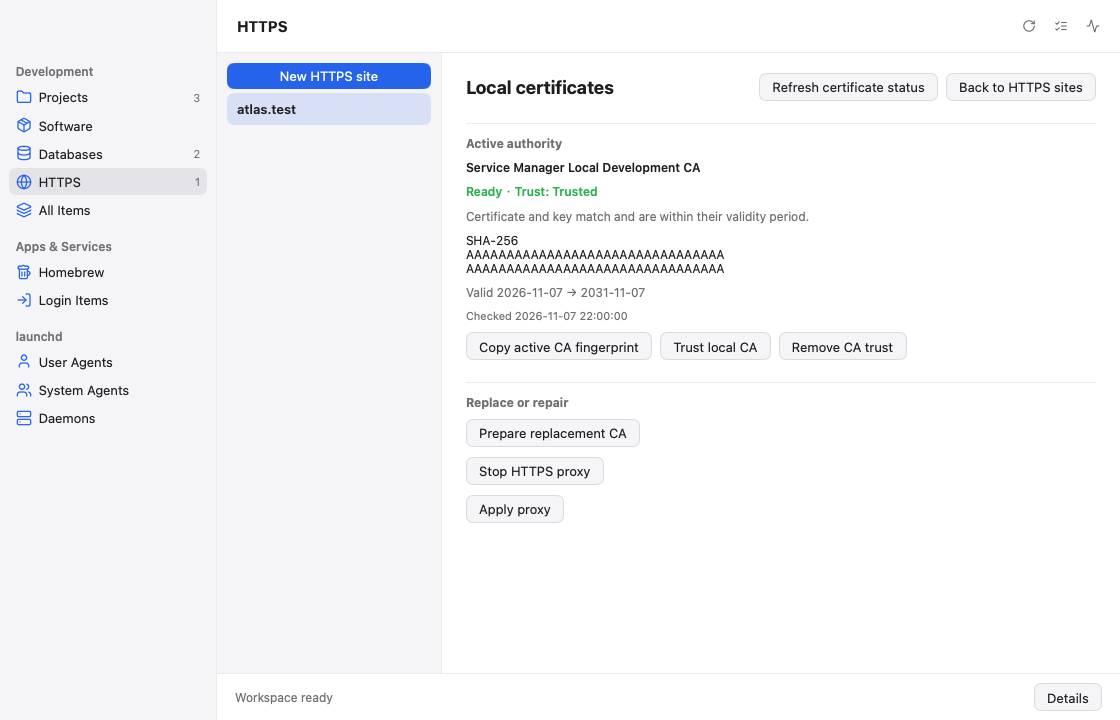 HTTPS
Development
Projects 3
Software
Databases 2
HTTPS 1
All Items
Apps & Services
Homebrew
Login Items
launchd
User Agents
System Agents
Daemons
New HTTPS site
atlas.test
Local certificates
Refresh certificate status
Back to HTTPS sites
Active authority
Service Manager Local Development CA
Ready · Trust: Trusted
Certificate and key match and are within their validity period.
SHA-256
AAAAAAAAAAAAAAAAAAAAAAAAAAAAAAAA
AAAAAAAAAAAAAAAAAAAAAAAAAAAAAAAA
Valid 2026-11-07 → 2031-11-07
Checked 2026-11-07 22:00:00
Copy active CA fingerprint
Trust local CA
Remove CA trust
Replace or repair
Prepare replacement CA
Stop HTTPS proxy
Apply proxy
Workspace ready
Details